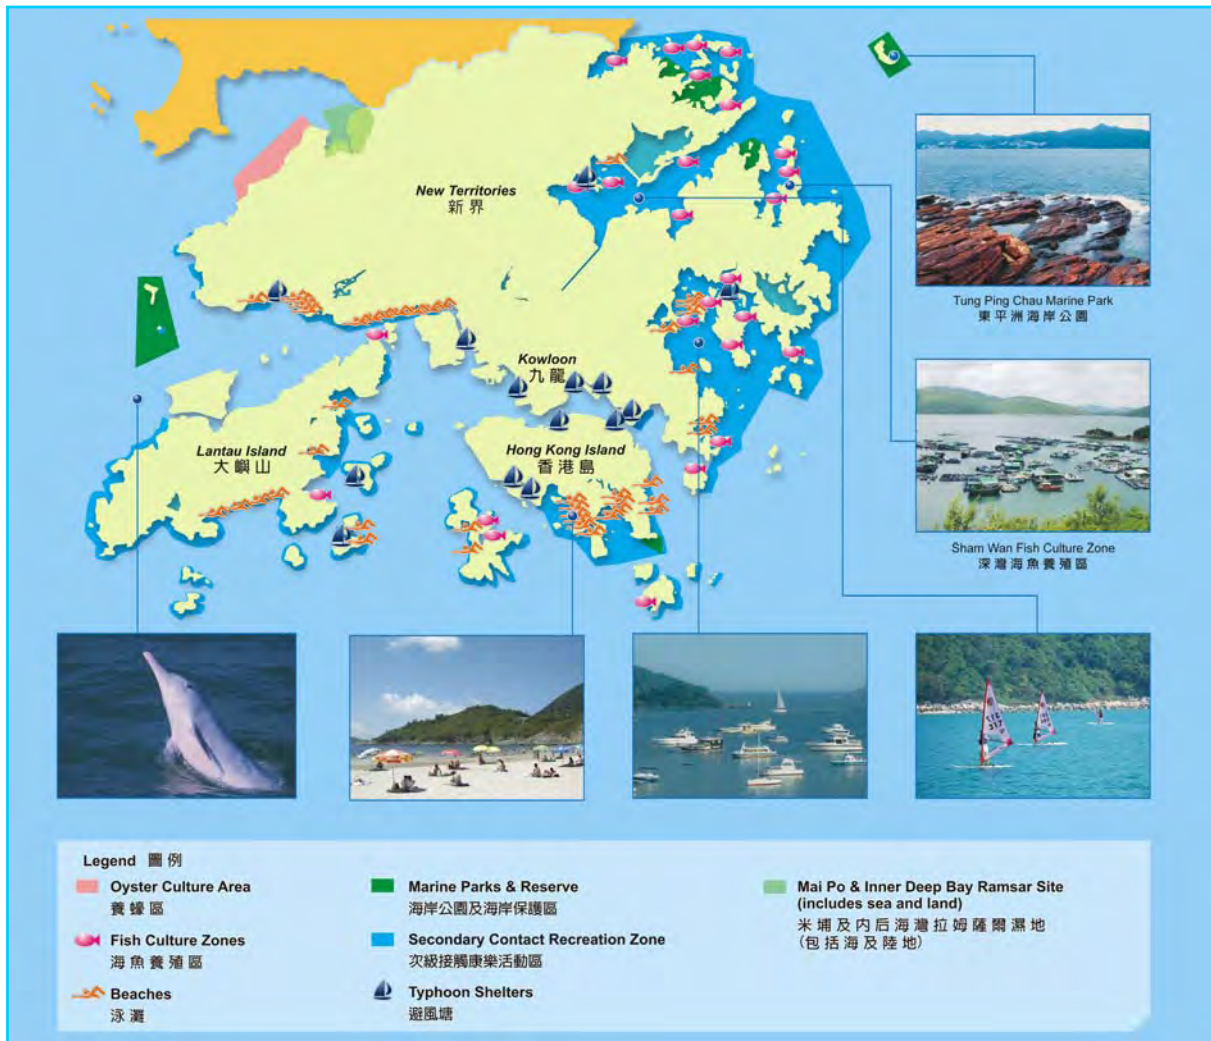 New Territories
新界
Tung Ping Chau Marine Park
東平洲海岸公園
Kowloon
九龍
Lantau Island
大嶼山
Hong Kong Island
香港島
Sham Wan Fish Culture Zone
深灣海魚養殖區
Legend 圖例
Oyster Culture Area
養蠔區
Fish Culture Zones
海魚養殖區
Beaches
泳灘
Marine Parks & Reserve
海岸公園及海岸保護區
Secondary Contact Recreation Zone
次級接觸康樂活動區
Typhoon Shelters
避風塘
Mai Po & Inner Deep Bay Ramsar Site
(includes sea and land)
米埔及內后海灣拉姆薩爾濕地
(包括海及陸地)